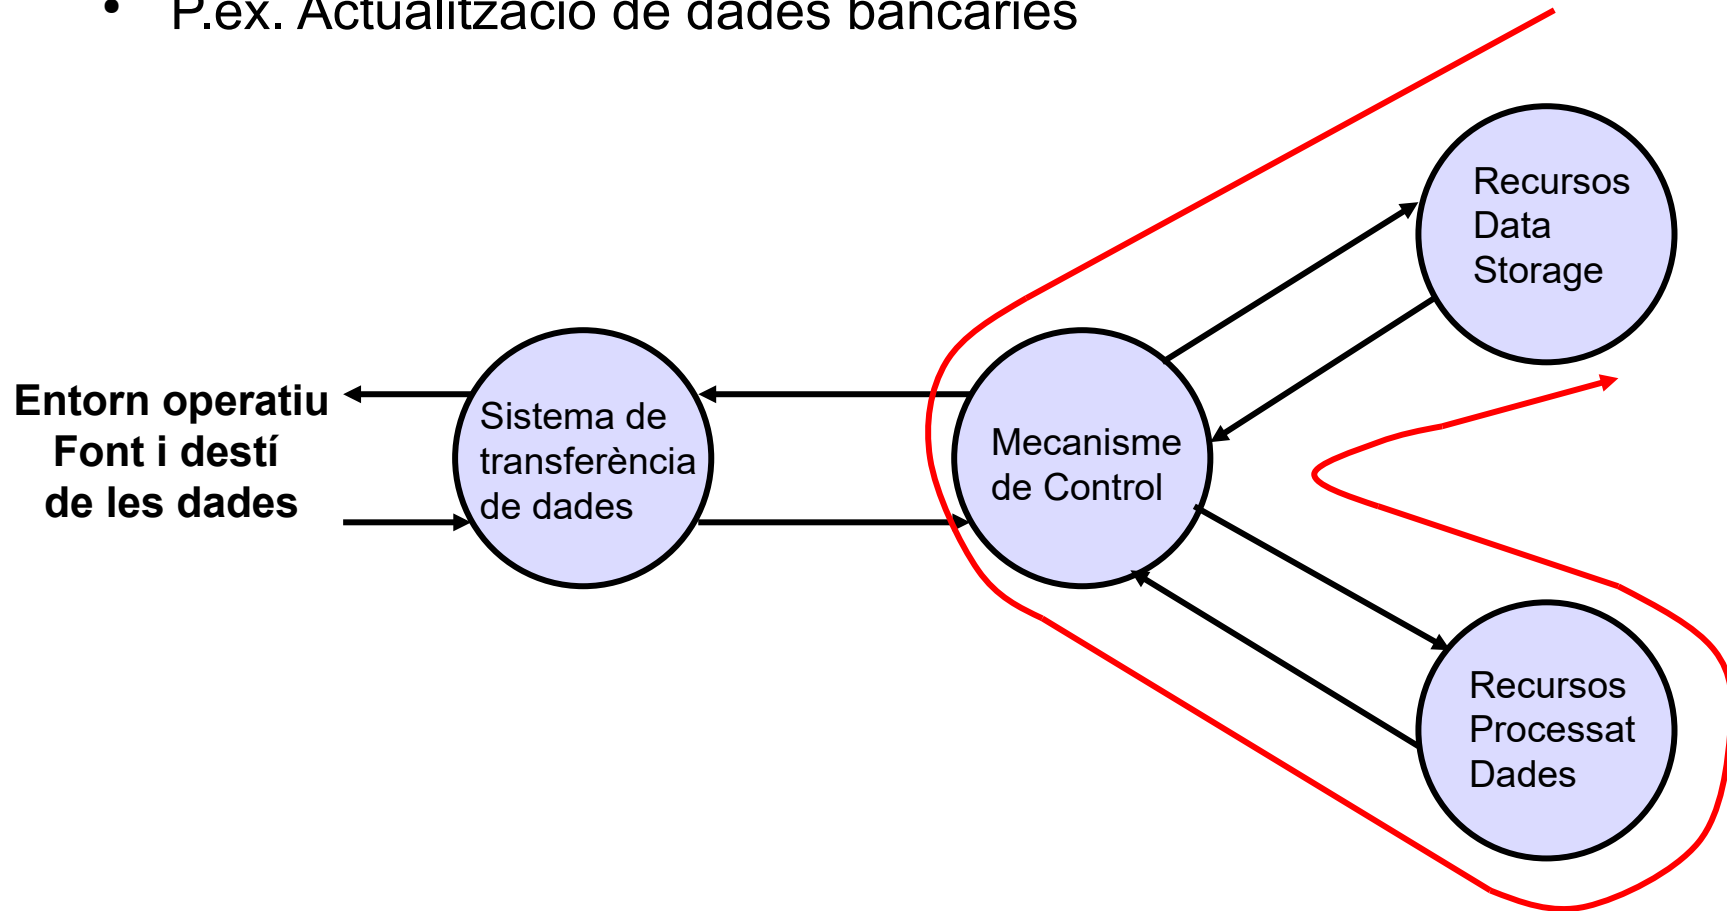 • P.ex. Actualització de dades bancaries
Recursos
Data
Storage
Entorn operatiu
Font i destí
de les dades
Sistema de
transferència
de dades
Mecanisme
de Control
Recursos
Processat
Dades